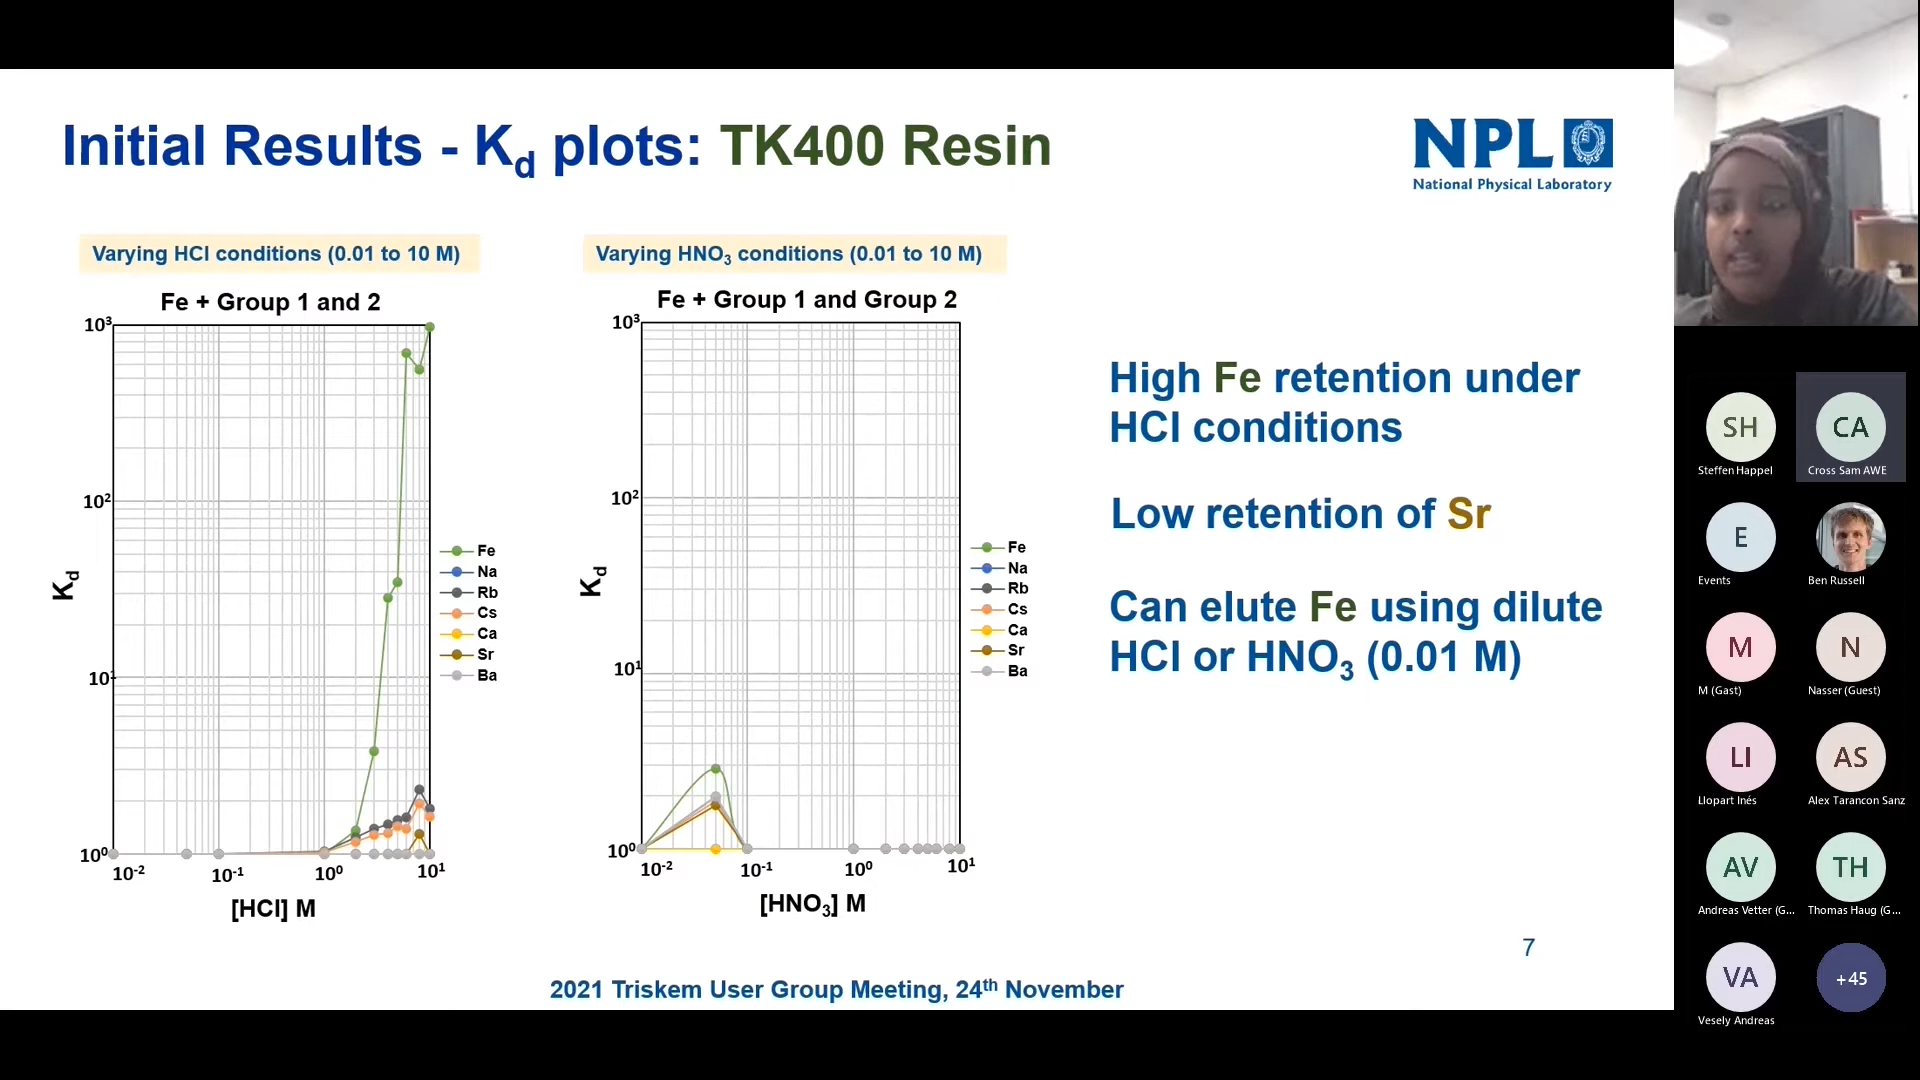 Initial Results - Kd plots: TK400 Resin
NPL
National Physical Laboratory
Varying HCl conditions (0.01 to 10 M)
Varying HNO3 conditions (0.01 to 10 M)
Fe + Group 1 and 2
10³
10²
10¹
10⁰
10⁻²
10⁻¹
10⁰
10¹
Kd
[HCl] M
Fe
Na
Rb
Cs
Ca
Sr
Ba
Fe + Group 1 and Group 2
10³
10²
10¹
10⁰
10⁻²
10⁻¹
10⁰
10¹
Kd
[HNO3] M
Fe
Na
Rb
Cs
Ca
Sr
Ba
High Fe retention under
HCl conditions
Low retention of Sr
Can elute Fe using dilute
HCl or HNO3 (0.01 M)
7
2021 Triskem User Group Meeting, 24th November
SH
Steffen Happel
CA
Cross Sam AWE
E
Events
Ben Russell
M
M (Gast)
N
Nasser (Guest)
LI
Llopart Inés
AS
Alex Tarancon Sanz
AV
Andreas Vetter (G...
TH
Thomas Haug (G...
VA
Vesely Andreas
+45